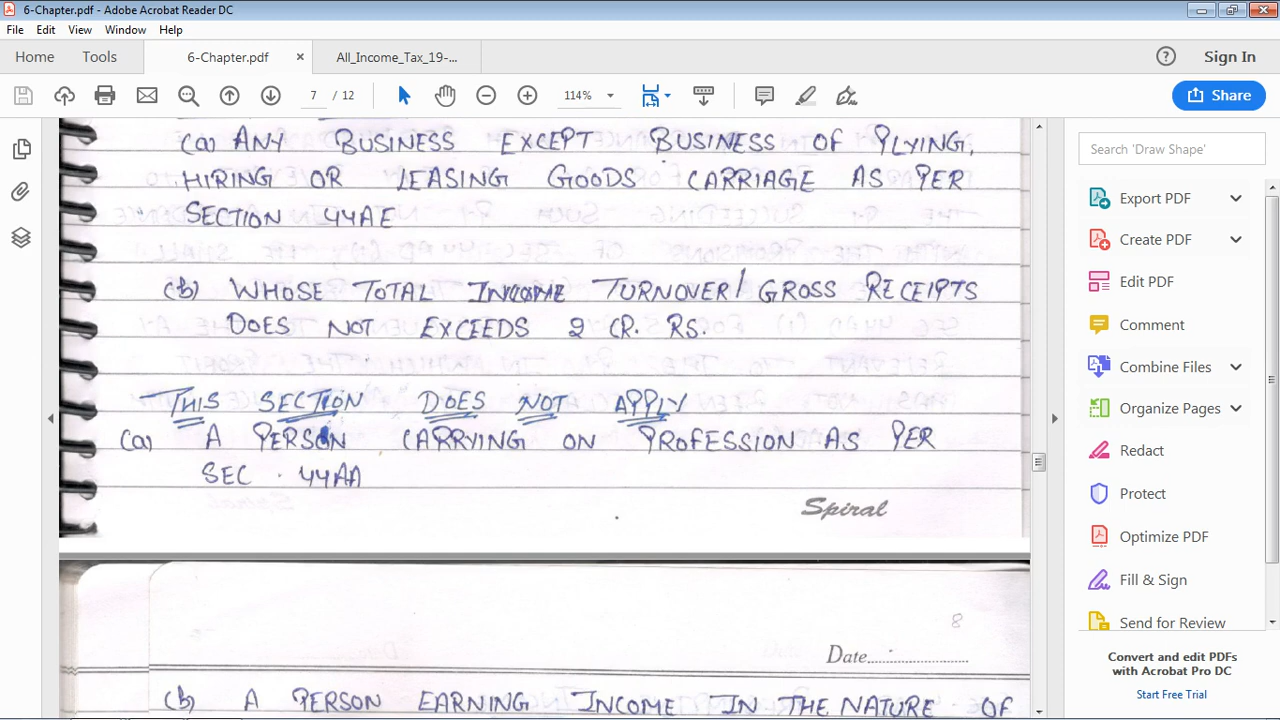 6-Chapter.pdf - Adobe Acrobat Reader DC
File Edit View Window Help
Home Tools 6-Chapter.pdf × All_Income_Tax_19-... ? Sign In
7 / 12 114% Share
(a) ANY BUSINESS EXCEPT BUSINESS OF PLYING,
HIRING OR LEASING GOODS CARRIAGE AS PER
SECTION 44AE
(b) WHOSE TOTAL INCOME TURNOVER/ GROSS RECEIPTS
DOES NOT EXCEEDS 2 CR. RS.
THIS SECTION DOES NOT APPLY
(a) A PERSON CARRYING ON PROFESSION AS PER
SEC. 44AA
Spiral
8
Date
(b) A PERSON EARNING INCOME IN THE NATURE OF
Search 'Draw Shape'
Export PDF
Create PDF
Edit PDF
Comment
Combine Files
Organize Pages
Redact
Protect
Optimize PDF
Fill & Sign
Send for Review
Convert and edit PDFs
with Acrobat Pro DC
Start Free Trial